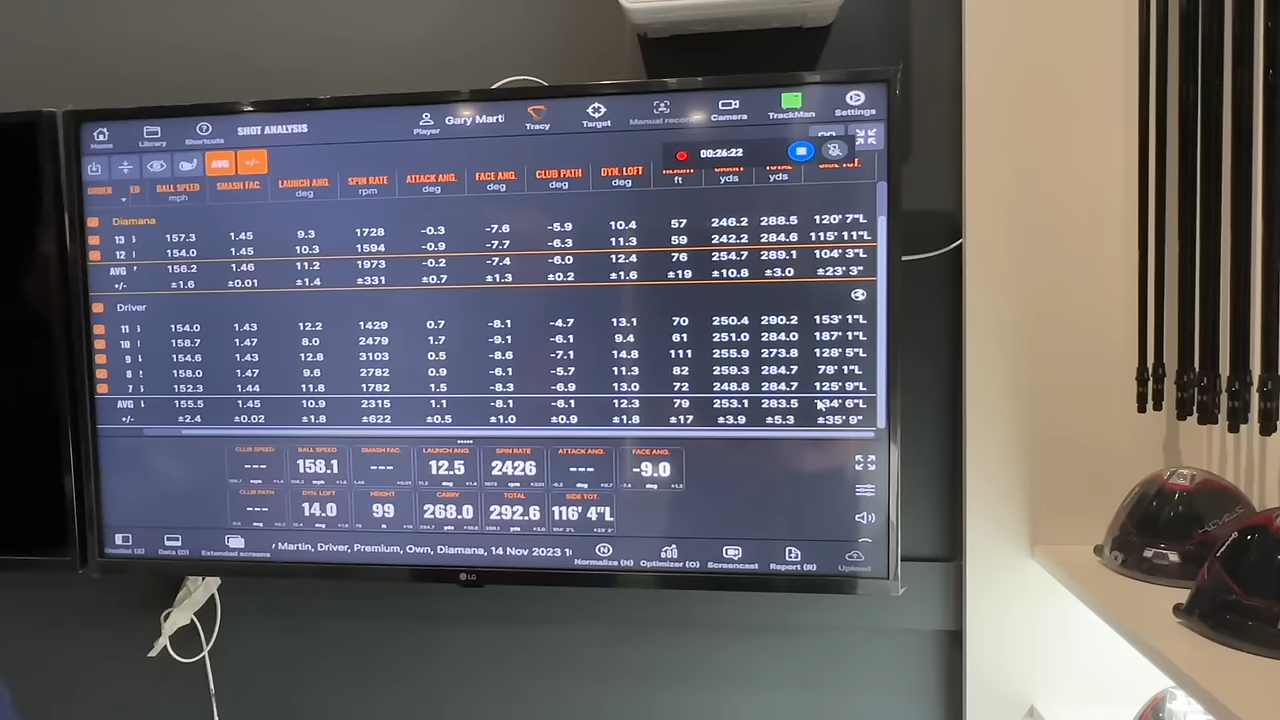 Home Library Shortcuts SHOT ANALYSIS Player Gary Marti Tracy Target Manual recor Camera TrackMan Settings
00:26:22
AVG +/-
ORDER ED BALL SPEED SMASH FAC. LAUNCH ANG. SPIN RATE ATTACK ANG. FACE ANG. CLUB PATH DYN. LOFT HEIGHT CARRY TOTAL SIDE TOT.
mph deg rpm deg deg deg deg ft yds yds
Diamana
13 157.3 1.45 9.3 1728 -0.3 -7.6 -5.9 10.4 57 246.2 288.5 120' 7"L
12 154.0 1.45 10.3 1594 -0.9 -7.7 -6.3 11.3 59 242.2 284.6 115' 11"L
AVG 156.2 1.46 11.2 1973 -0.2 -7.4 -6.0 12.4 76 254.7 289.1 104' 3"L
+/- ±1.6 ±0.01 ±1.4 ±331 ±0.7 ±1.3 ±0.2 ±1.6 ±19 ±10.8 ±3.0 ±23' 3"
Driver
11 154.0 1.43 12.2 1429 0.7 -8.1 -4.7 13.1 70 250.4 290.2 153' 1"L
10 158.7 1.47 8.0 2479 1.7 -9.1 -6.1 9.4 61 251.0 284.0 187' 1"L
9 154.6 1.43 12.8 3103 0.5 -8.6 -7.1 14.8 111 255.9 273.8 128' 5"L
8 158.0 1.47 9.6 2782 0.9 -6.1 -5.7 11.3 82 259.3 284.7 78' 1"L
7 152.3 1.44 11.8 1782 1.5 -8.3 -6.9 13.0 72 248.8 284.7 125' 9"L
AVG 155.5 1.45 10.9 2315 1.1 -8.1 -6.1 12.3 79 253.1 283.5 134' 6"L
+/- ±2.4 ±0.02 ±1.8 ±622 ±0.5 ±1.0 ±0.9 ±1.8 ±17 ±3.9 ±5.3 ±35' 9"
CLUB SPEED BALL SPEED SMASH FAC. LAUNCH ANG. SPIN RATE ATTACK ANG. FACE ANG.
--- 158.1 --- 12.5 2426 --- -9.0
CLUB PATH DYN. LOFT HEIGHT CARRY TOTAL SIDE TOT.
--- 14.0 99 268.0 292.6 116' 4"L
Data (D) Extended screens Martin, Driver, Premium, Own, Diamana, 14 Nov 2023 Normalize (N) Optimizer (O) Screencast Report (R) Upload
LG